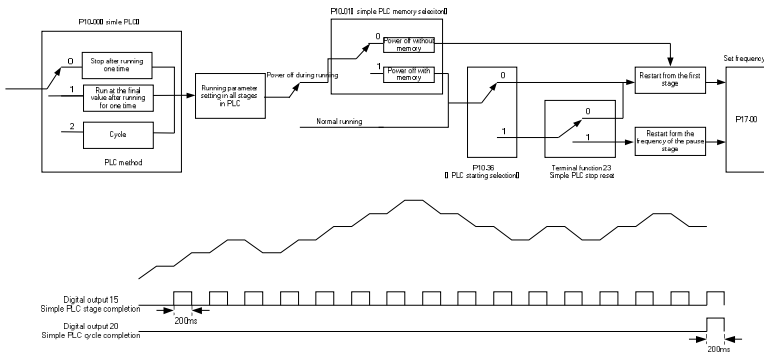 P10-00 simle PLC
0
Stop after running
one time
1
Run at the final
value after running
for one time
2
Cycle
PLC method
Running parameter
setting in all stages
in PLC
Power off during running
Normal running
P10-01 simple PLC memory selection
0
Power off without
memory
1
Power off with
memory
0
1
P10-36
PLC starting selection
0
1
Terminal function 23
Simple PLC stop reset
Restart from the first
stage
Restart form the
frequency of the pause
stage
Set frequency
P17-00
Digital output 15
Simple PLC stage completion
200ms
Digital output 20
Simple PLC cycle completion
200ms